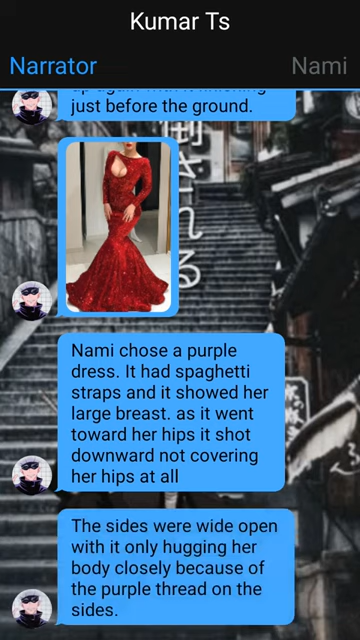 Kumar Ts
Narrator
Nami
just before the ground.
Nami chose a purple
dress. It had spaghetti
straps and it showed her
large breast. as it went
toward her hips it shot
downward not covering
her hips at all
The sides were wide open
with it only hugging her
body closely because of
the purple thread on the
sides.